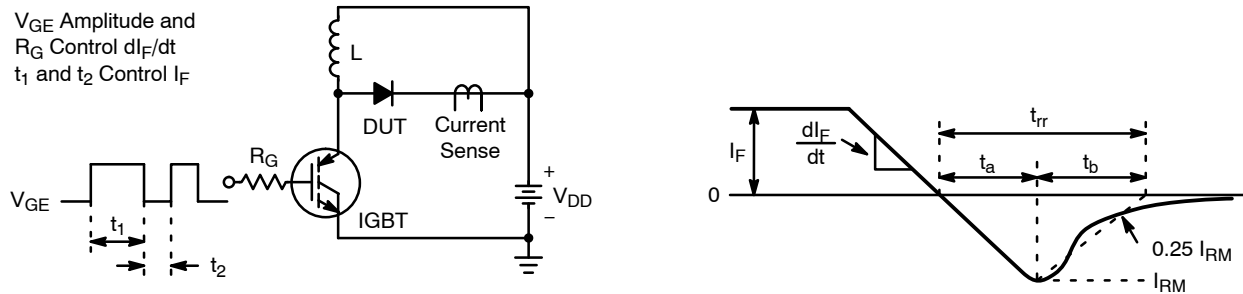 V_GE Amplitude and
R_G Control dI_F/dt
t_1 and t_2 Control I_F
L
DUT
Current
Sense
R_G
V_GE
IGBT
+
V_DD
−
t_1
t_2
t_rr
dI_F
dt
I_F
t_a
t_b
0
0.25 I_RM
I_RM